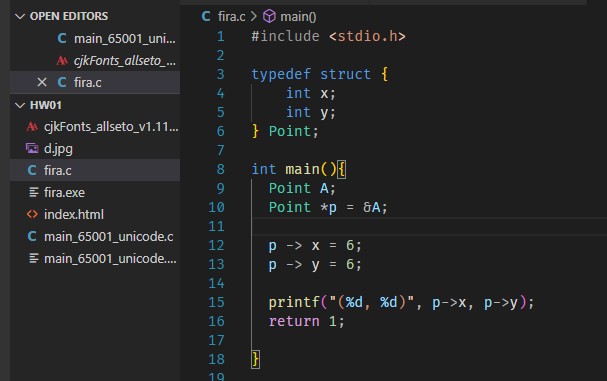 OPEN EDITORS
main_65001_uni...
cjkFonts_allseto_...
fira.c
HW01
cjkFonts_allseto_v1.11...
d.jpg
fira.c
fira.exe
index.html
main_65001_unicode.c
main_65001_unicode....
fira.c > main()
1 #include <stdio.h>
2
3 typedef struct {
4 int x;
5 int y;
6 } Point;
7
8 int main(){
9 Point A;
10 Point *p = &A;
11
12 p -> x = 6;
13 p -> y = 6;
14
15 printf("(%d, %d)", p->x, p->y);
16 return 1;
17
18 }
19